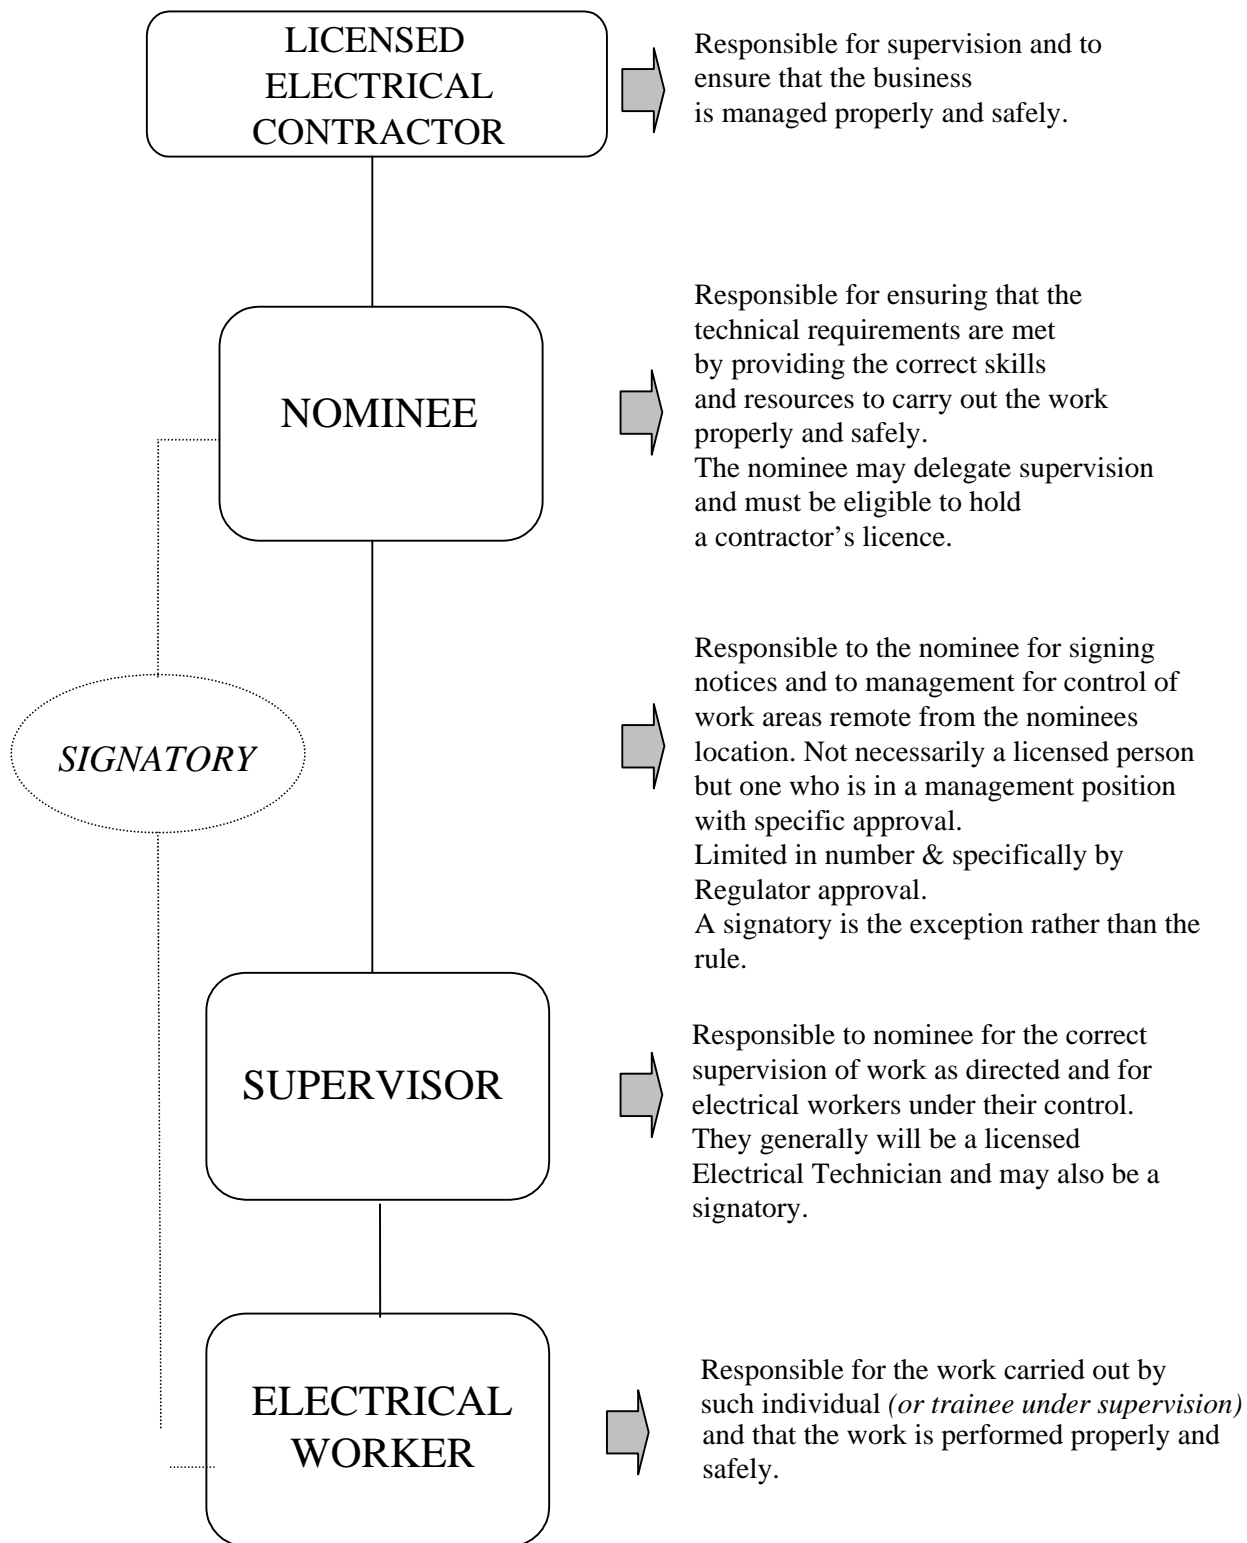 LICENSED
ELECTRICAL
CONTRACTOR
Responsible for supervision and to
ensure that the business
is managed properly and safely.
NOMINEE
Responsible for ensuring that the
technical requirements are met
by providing the correct skills
and resources to carry out the work
properly and safely.
The nominee may delegate supervision
and must be eligible to hold
a contractor’s licence.
SIGNATORY
Responsible to the nominee for signing
notices and to management for control of
work areas remote from the nominees
location. Not necessarily a licensed person
but one who is in a management position
with specific approval.
Limited in number & specifically by
Regulator approval.
A signatory is the exception rather than the
rule.
SUPERVISOR
Responsible to nominee for the correct
supervision of work as directed and for
electrical workers under their control.
They generally will be a licensed
Electrical Technician and may also be a
signatory.
ELECTRICAL
WORKER
Responsible for the work carried out by
such individual (or trainee under supervision)
and that the work is performed properly and
safely.